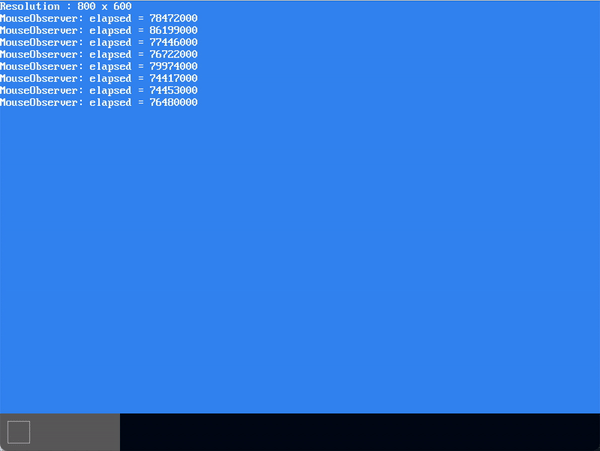 Resolution : 800 x 600
MouseObserver: elapsed = 78472000
MouseObserver: elapsed = 86199000
MouseObserver: elapsed = 77446000
MouseObserver: elapsed = 76722000
MouseObserver: elapsed = 79974000
MouseObserver: elapsed = 74417000
MouseObserver: elapsed = 74453000
MouseObserver: elapsed = 76480000